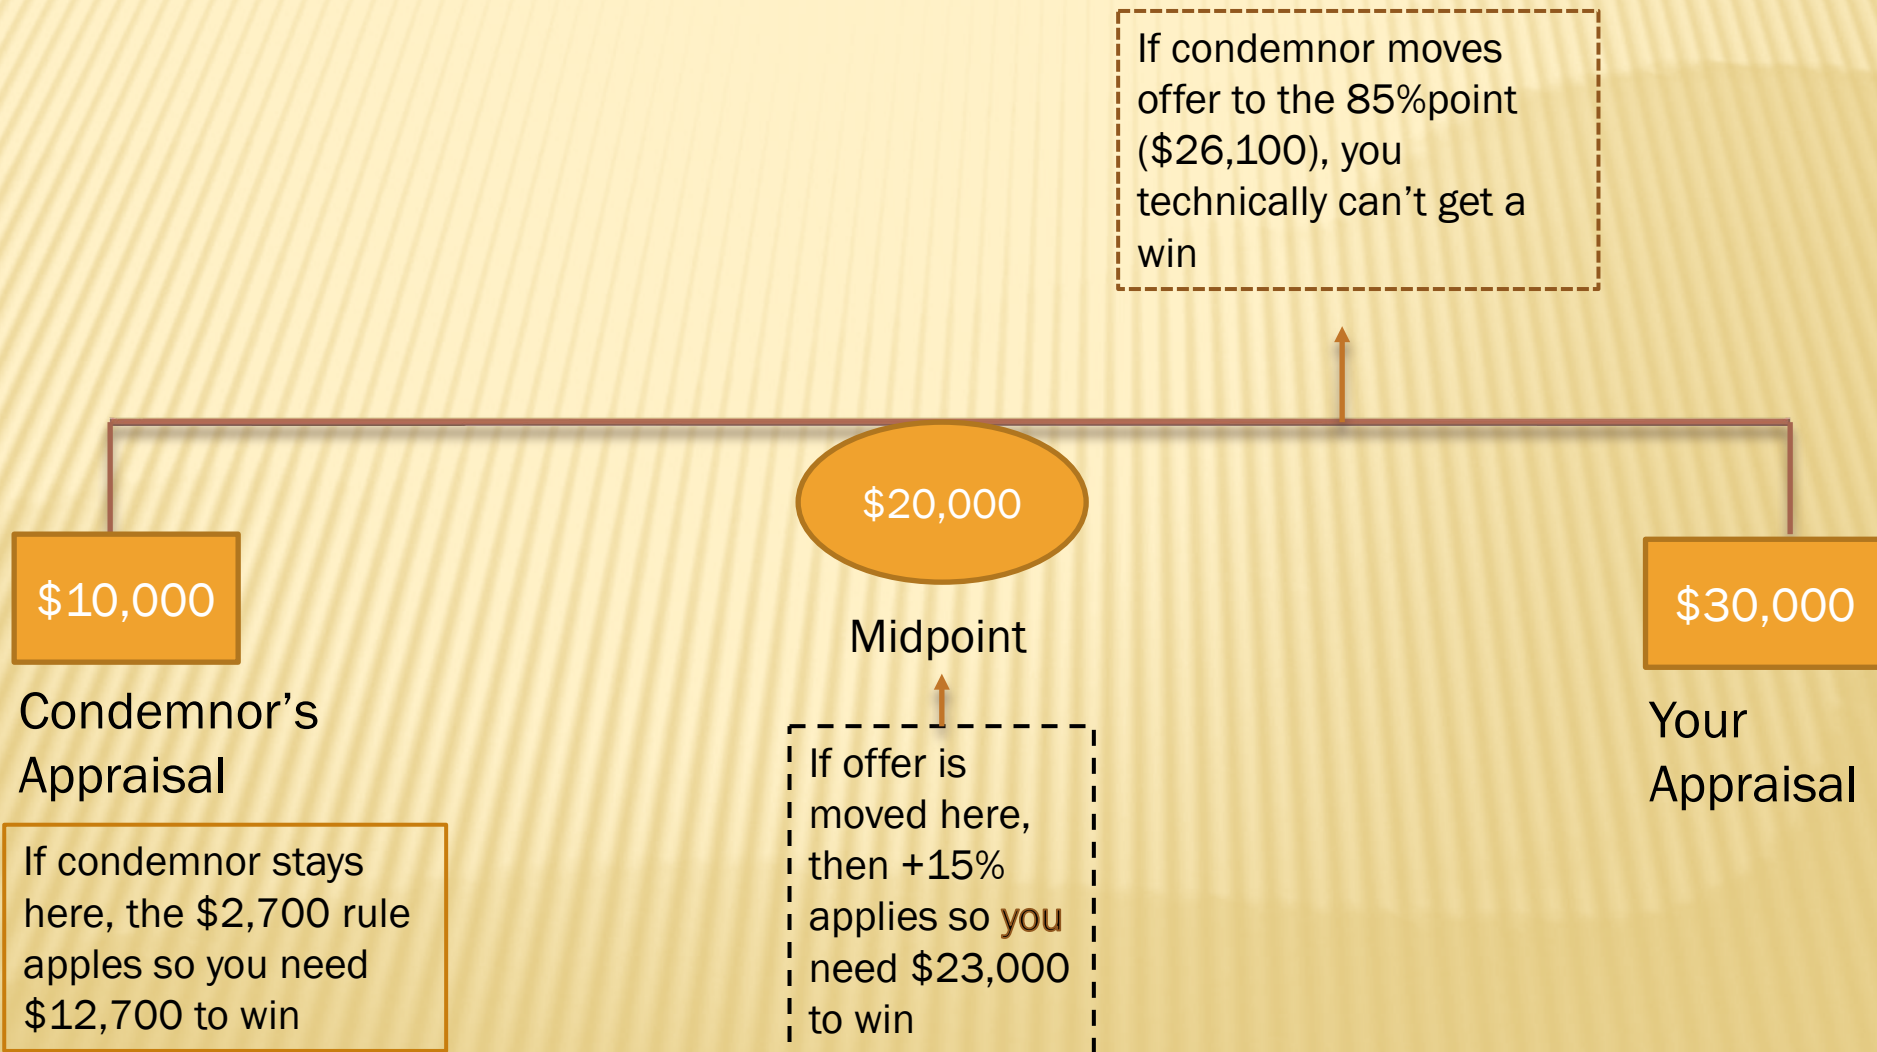 If condemnor moves
offer to the 85%point
($26,100), you
technically can't get a
win
$20,000
$10,000
$30,000
Midpoint
Condemnor's
Appraisal
Your
Appraisal
If offer is
moved here,
then +15%
applies so you
need $23,000
to win
If condemnor stays
here, the $2,700 rule
apples so you need
$12,700 to win